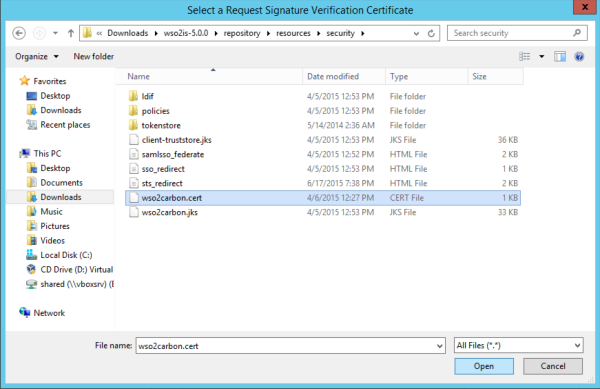 Select a Request Signature Verification Certificate
« Downloads ▸ wso2is-5.0.0 ▸ repository ▸ resources ▸ security ▸ Search security
Organize New folder
Name Date modified Type Size
Favorites
Desktop
Downloads
Recent places
This PC
Desktop
Documents
Downloads
Music
Pictures
Videos
Local Disk (C:)
CD Drive (D:) Virtual
shared (\\vboxsrv) (E
Network
ldif 4/5/2015 12:53 PM File folder
policies 4/5/2015 12:53 PM File folder
tokenstore 5/14/2014 2:36 AM File folder
client-truststore.jks 4/5/2015 12:53 PM JKS File 36 KB
samlsso_federate 4/5/2015 12:52 PM HTML File 2 KB
sso_redirect 4/5/2015 12:53 PM HTML File 1 KB
sts_redirect 6/17/2015 7:38 PM HTML File 2 KB
wso2carbon.cert 4/6/2015 12:27 PM CERT File 1 KB
wso2carbon.jks 4/5/2015 12:53 PM JKS File 33 KB
File name: wso2carbon.cert All Files (*.*)
Open Cancel